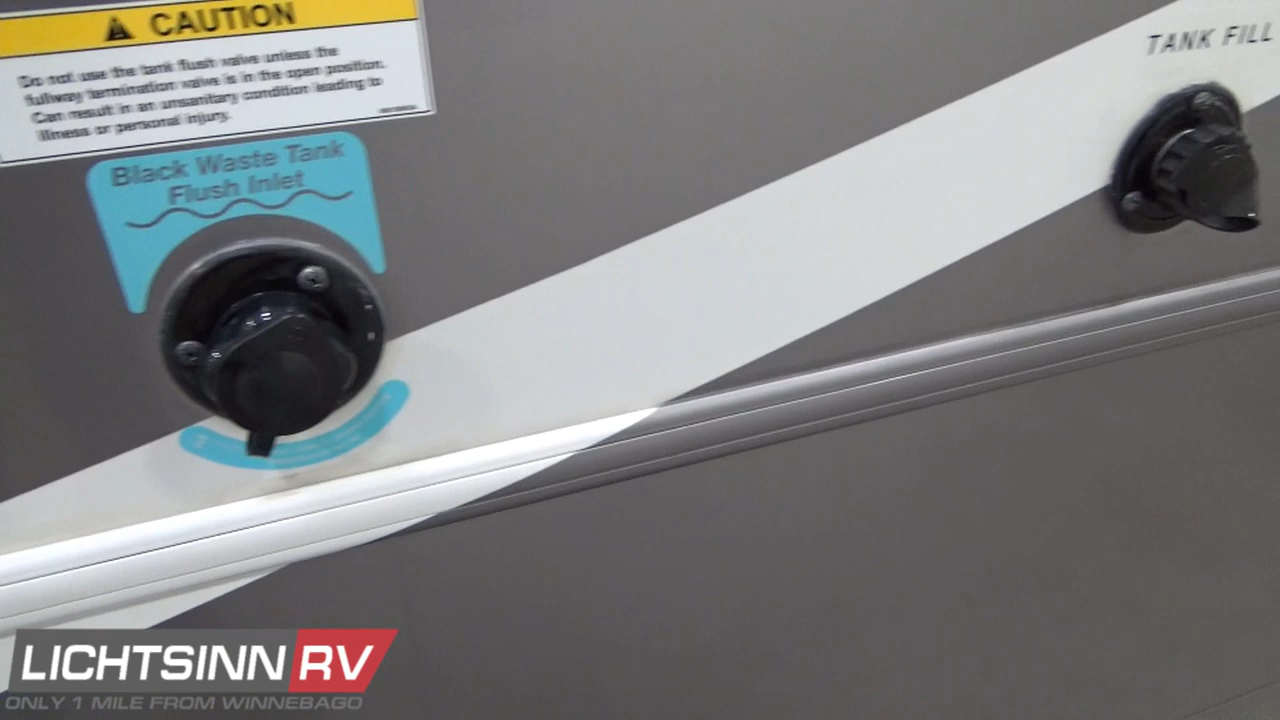 CAUTION
Do not use the tank flush valve unless the
fullway termination valve is in the open position.
Can result in an unsanitary condition leading to
illness or personal injury.
Black Waste Tank
Flush Inlet
TANK FILL
LICHTSINN RV
ONLY 1 MILE FROM WINNEBAGO